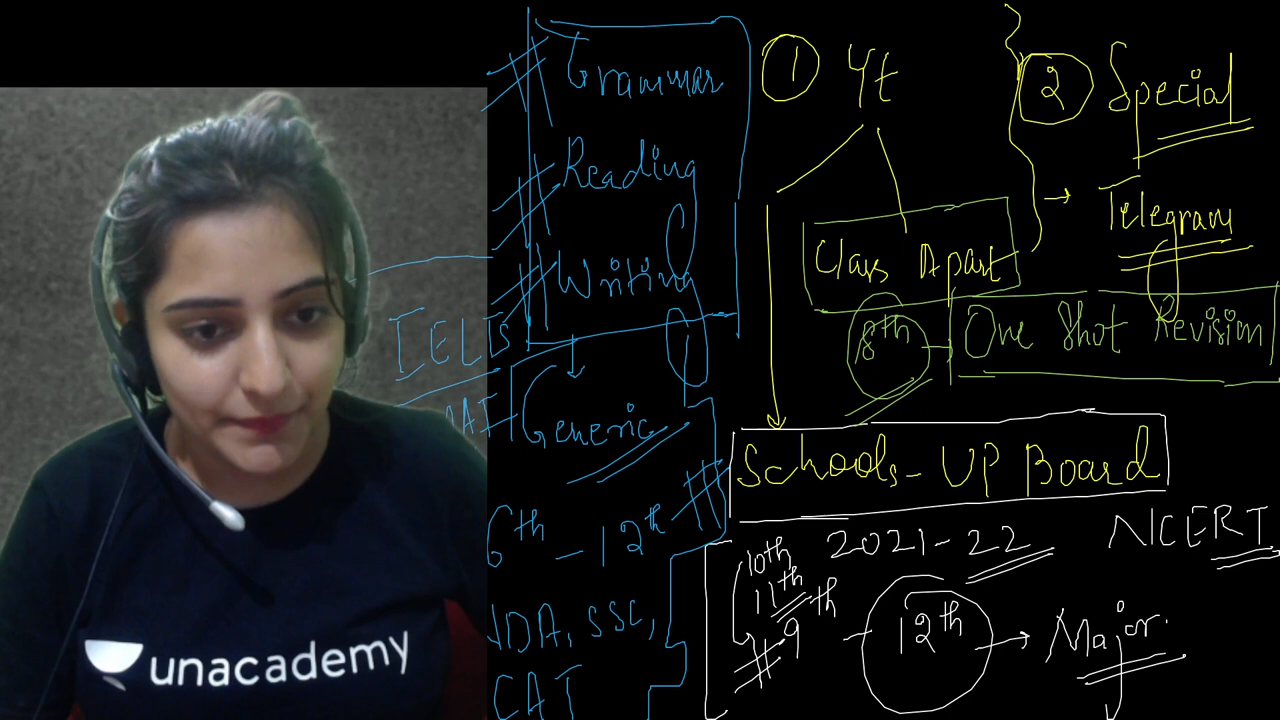 Grammar
Reading
Writing
IELTS
Generic
6th - 12th
NDA, SSC,
CAT
1 Yt
Class Apart
8th - One Shot Revision
2 Special
→ Telegram
Schools - UP Board
2021-22 NCERT
10th
11th
9th - 12th → Major
unacademy